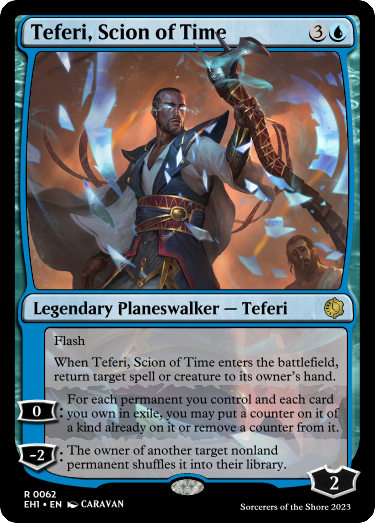 Teferi, Scion of Time 3
Legendary Planeswalker — Teferi
Flash
When Teferi, Scion of Time enters the battlefield,
return target spell or creature to its owner's hand.
0 : For each permanent you control and each card
you own in exile, you may put a counter on it of
a kind already on it or remove a counter from it.
-2 : The owner of another target nonland
permanent shuffles it into their library.
2
R 0062
EH1 • EN CARAVAN
Sorcerers of the Shore 2023